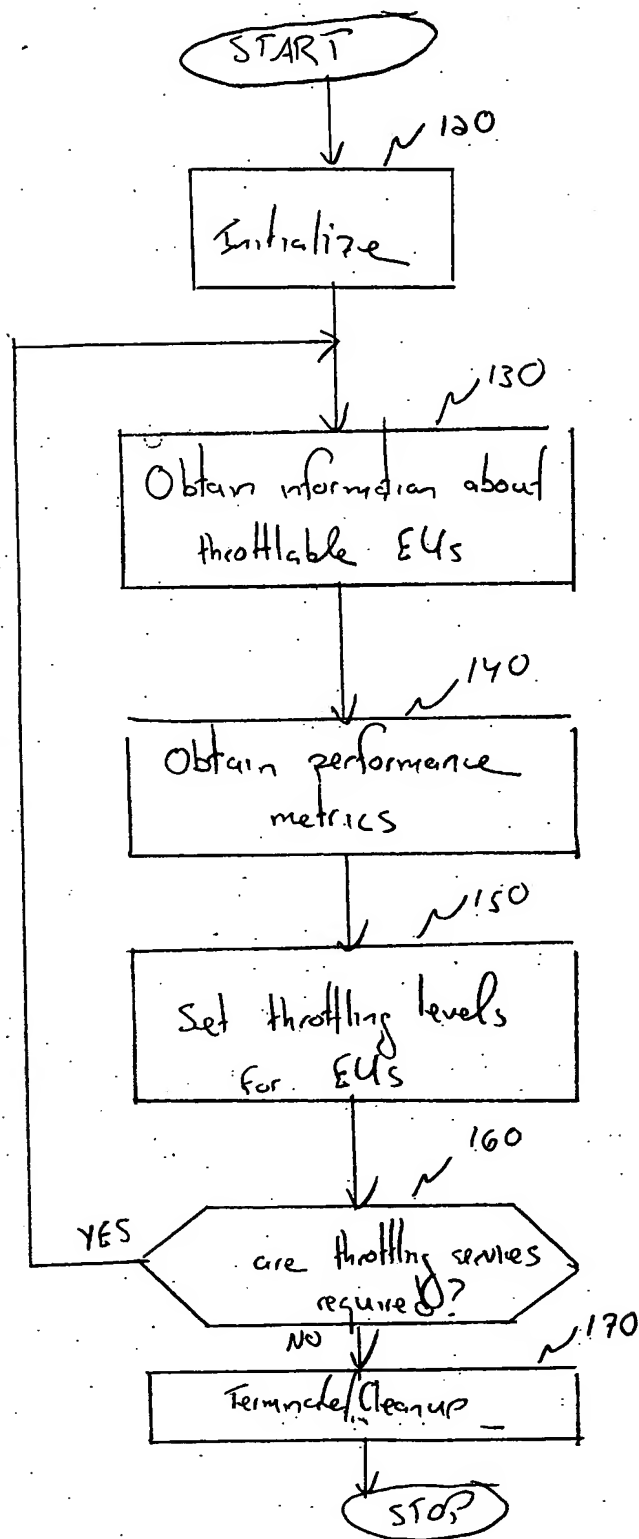 START
120
Initialize
130
Obtain information about
throttlable EUs
140
Obtain performance
metrics
150
Set throttling levels
for EUs
160
YES
are throttling services
required?
NO
170
Terminate/Cleanup
STOP